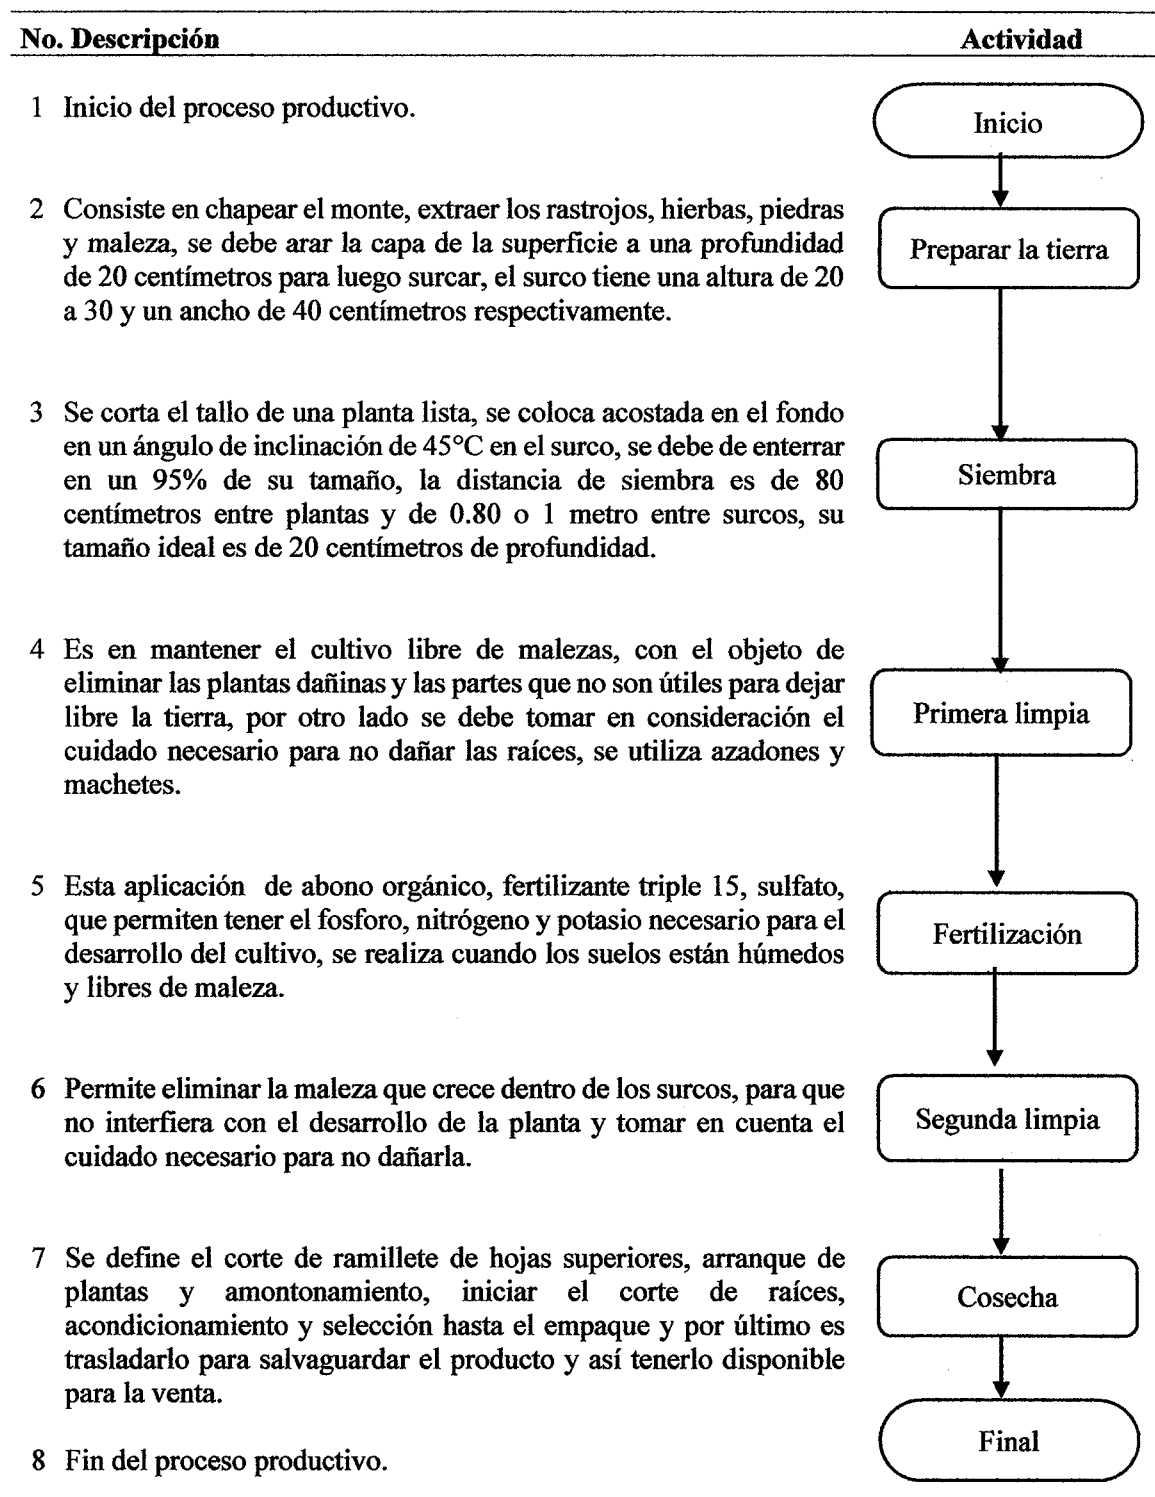 No. Descripción Actividad
1 Inicio del proceso productivo.
Inicio
2 Consiste en chapear el monte, extraer los rastrojos, hierbas, piedras
y maleza, se debe arar la capa de la superficie a una profundidad
de 20 centímetros para luego surcar, el surco tiene una altura de 20
a 30 y un ancho de 40 centímetros respectivamente.
Preparar la tierra
3 Se corta el tallo de una planta lista, se coloca acostada en el fondo
en un ángulo de inclinación de 45°C en el surco, se debe de enterrar
en un 95% de su tamaño, la distancia de siembra es de 80
centímetros entre plantas y de 0.80 o 1 metro entre surcos, su
tamaño ideal es de 20 centímetros de profundidad.
Siembra
4 Es en mantener el cultivo libre de malezas, con el objeto de
eliminar las plantas dañinas y las partes que no son útiles para dejar
libre la tierra, por otro lado se debe tomar en consideración el
cuidado necesario para no dañar las raíces, se utiliza azadones y
machetes.
Primera limpia
5 Esta aplicación de abono orgánico, fertilizante triple 15, sulfato,
que permiten tener el fosforo, nitrógeno y potasio necesario para el
desarrollo del cultivo, se realiza cuando los suelos están húmedos
y libres de maleza.
Fertilización
6 Permite eliminar la maleza que crece dentro de los surcos, para que
no interfiera con el desarrollo de la planta y tomar en cuenta el
cuidado necesario para no dañarla.
Segunda limpia
7 Se define el corte de ramillete de hojas superiores, arranque de
plantas y amontonamiento, iniciar el corte de raíces,
acondicionamiento y selección hasta el empaque y por último es
trasladarlo para salvaguardar el producto y así tenerlo disponible
para la venta.
Cosecha
8 Fin del proceso productivo.
Final